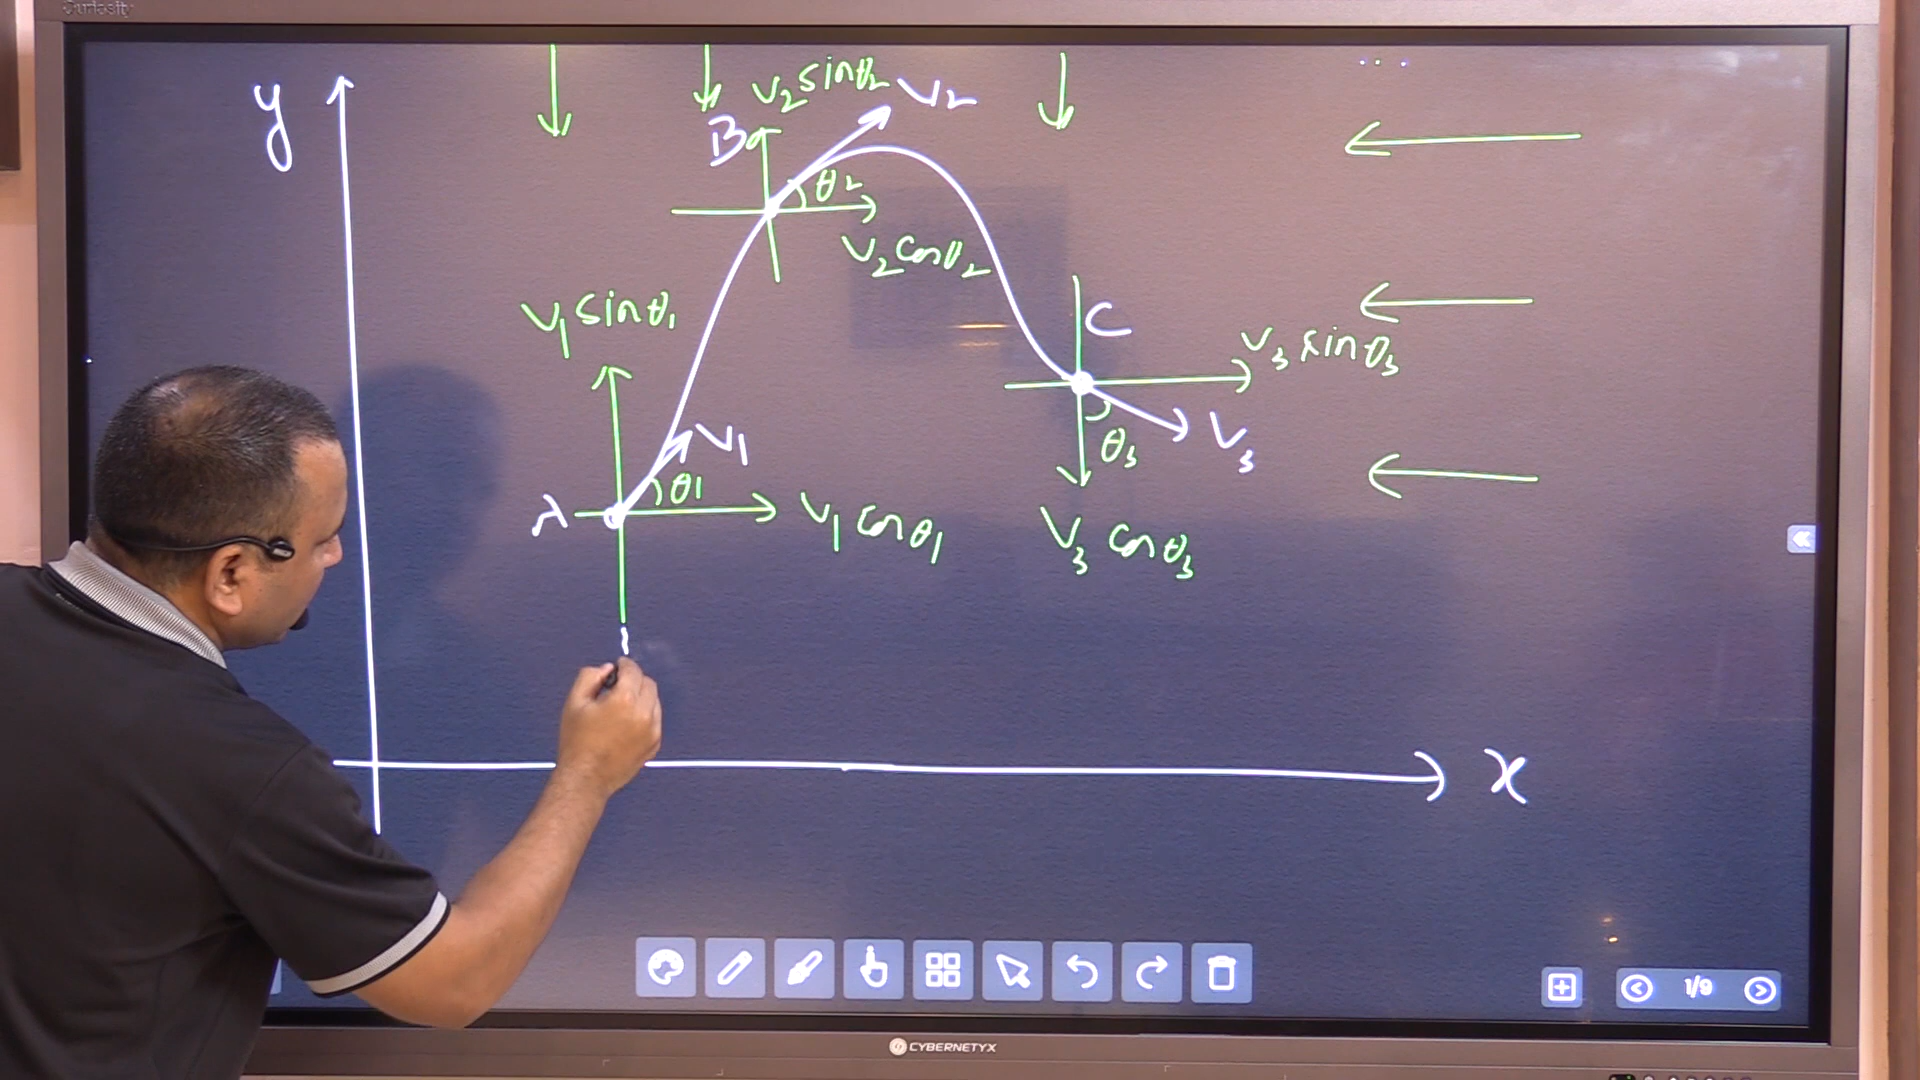 Curiosity
y
V₂ sinθ₂
V₂
B
θ₂
V₂ cosθ₂
V₁ sinθ₁
C
V₃ sinθ₃
V₁
θ₁
A
V₁ cosθ₁
V₃
θ₃
V₃ cosθ₃
x
1/9
CYBERNETYX